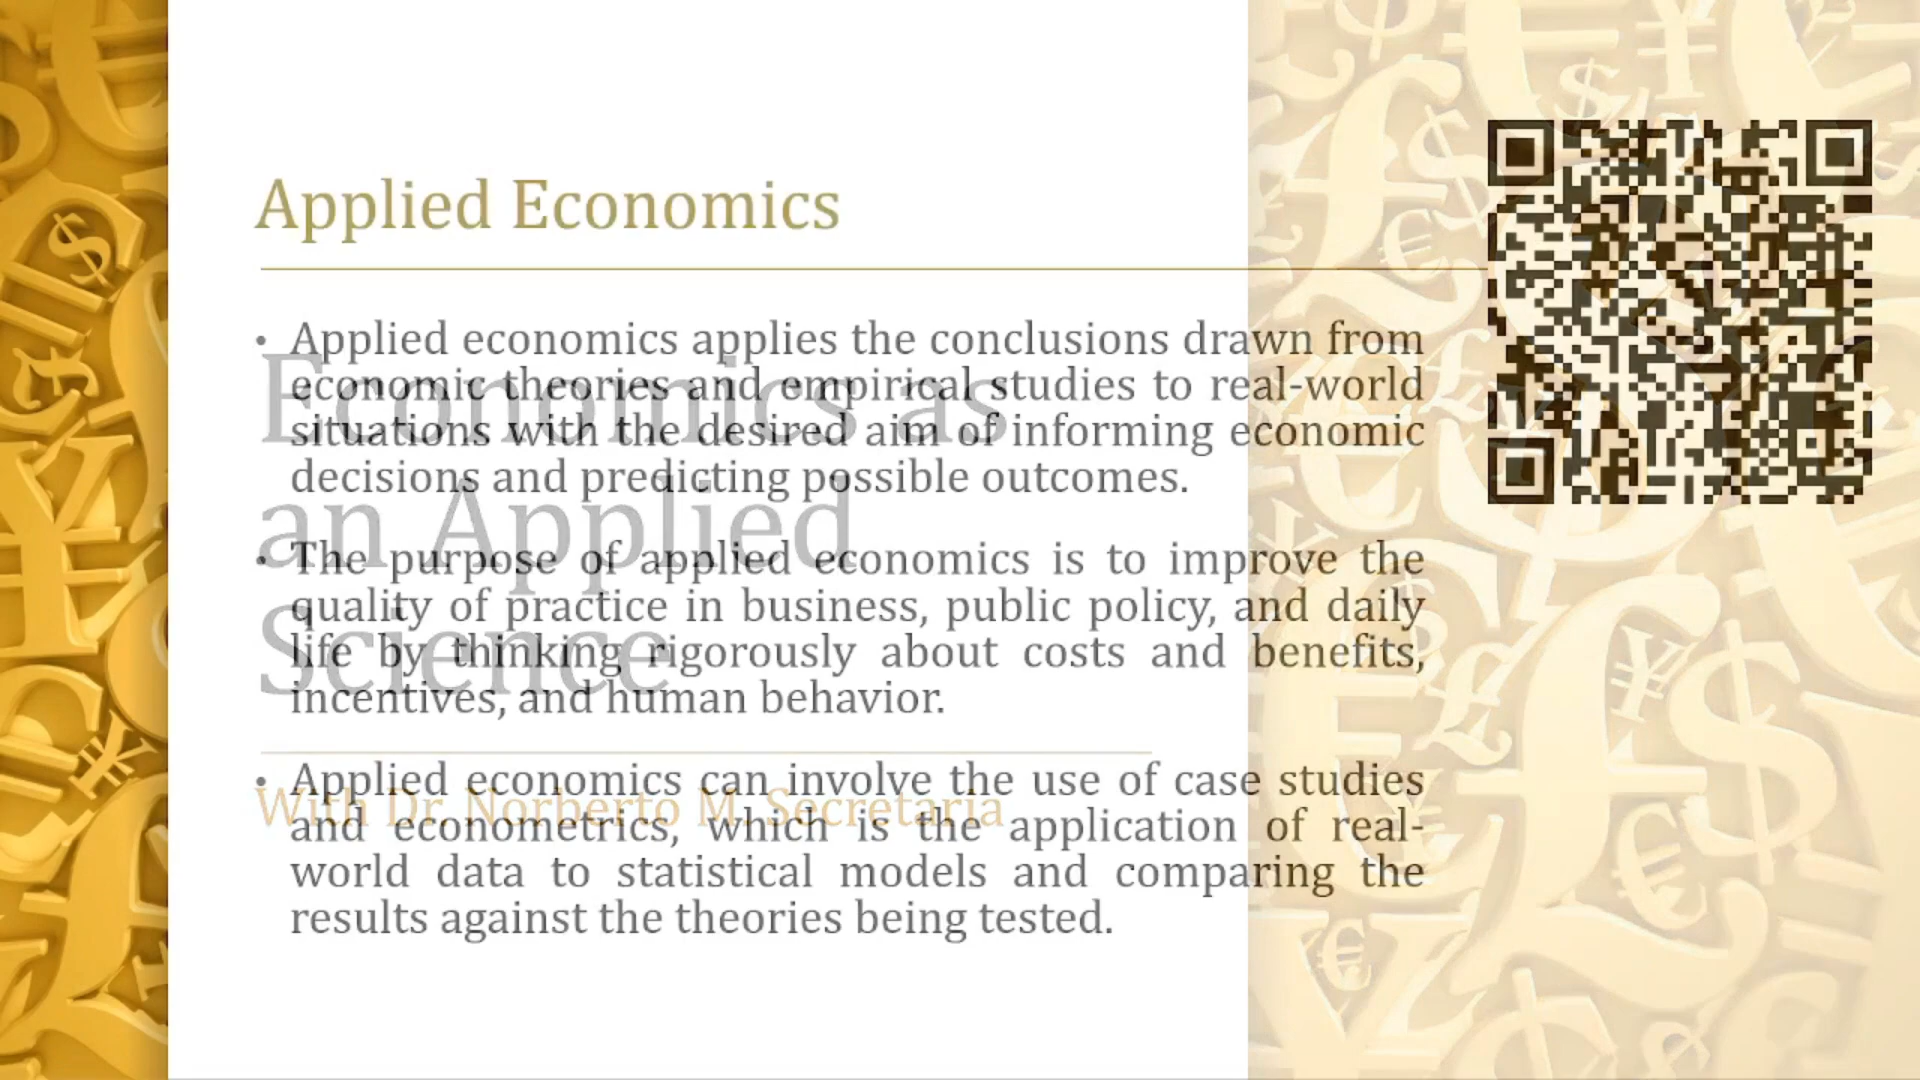 Applied Economics
• Applied economics applies the conclusions drawn from
economic theories and empirical studies to real-world
situations with the desired aim of informing economic
decisions and predicting possible outcomes.
• The purpose of applied economics is to improve the
quality of practice in business, public policy, and daily
life by thinking rigorously about costs and benefits,
incentives, and human behavior.
• Applied economics can involve the use of case studies
and econometrics, which is the application of real-
world data to statistical models and comparing the
results against the theories being tested.
Economics as
an Applied
Science
With Dr. Norberto M. Secretaria